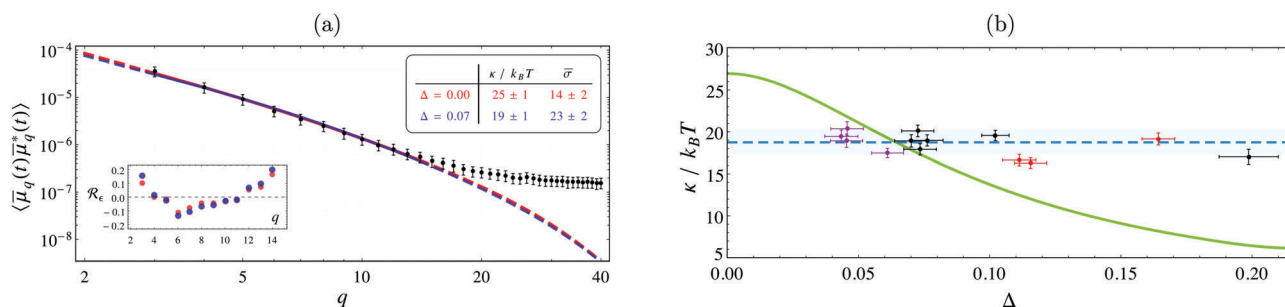 (a)
10⁻⁴
10⁻⁵
10⁻⁶
10⁻⁷
10⁻⁸
⟨μ̅_q(t)μ̅*_q(t)⟩
κ / k_BT σ̅
Δ = 0.00 25 ± 1 14 ± 2
Δ = 0.07 19 ± 1 23 ± 2
R_ϵ
0.2
0.1
0.0
-0.1
-0.2
2 4 6 8 10 12 14
q
2 5 10 20 40
q
(b)
κ / k_BT
30
25
20
15
10
5
0.00 0.05 0.10 0.15 0.20
Δ